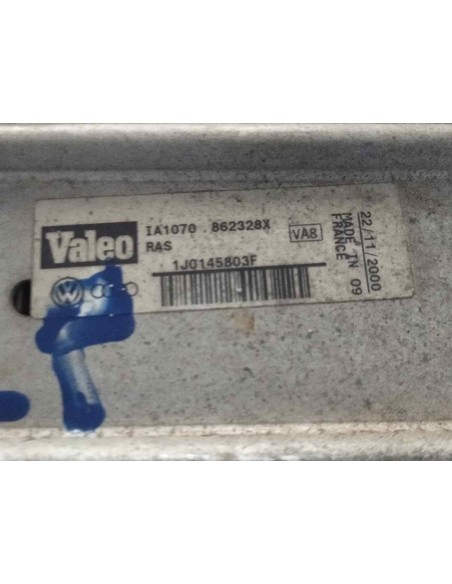 Valeo
IA1070 . 862328X
RAS
VA8
1J0145803F
22/11/2000
MADE IN 09
FRANCE